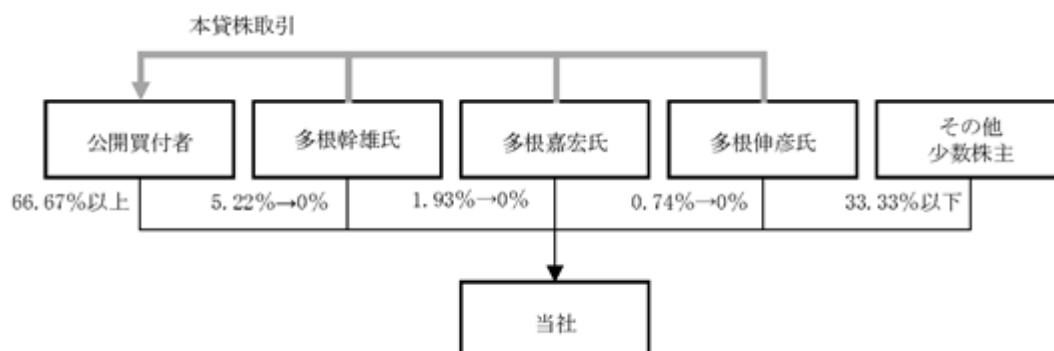 本貸株取引
公開買付者
多根幹雄氏
多根嘉宏氏
多根伸彦氏
その他
少数株主
66.67%以上
5.22%→0%
1.93%→0%
0.74%→0%
33.33%以下
当社